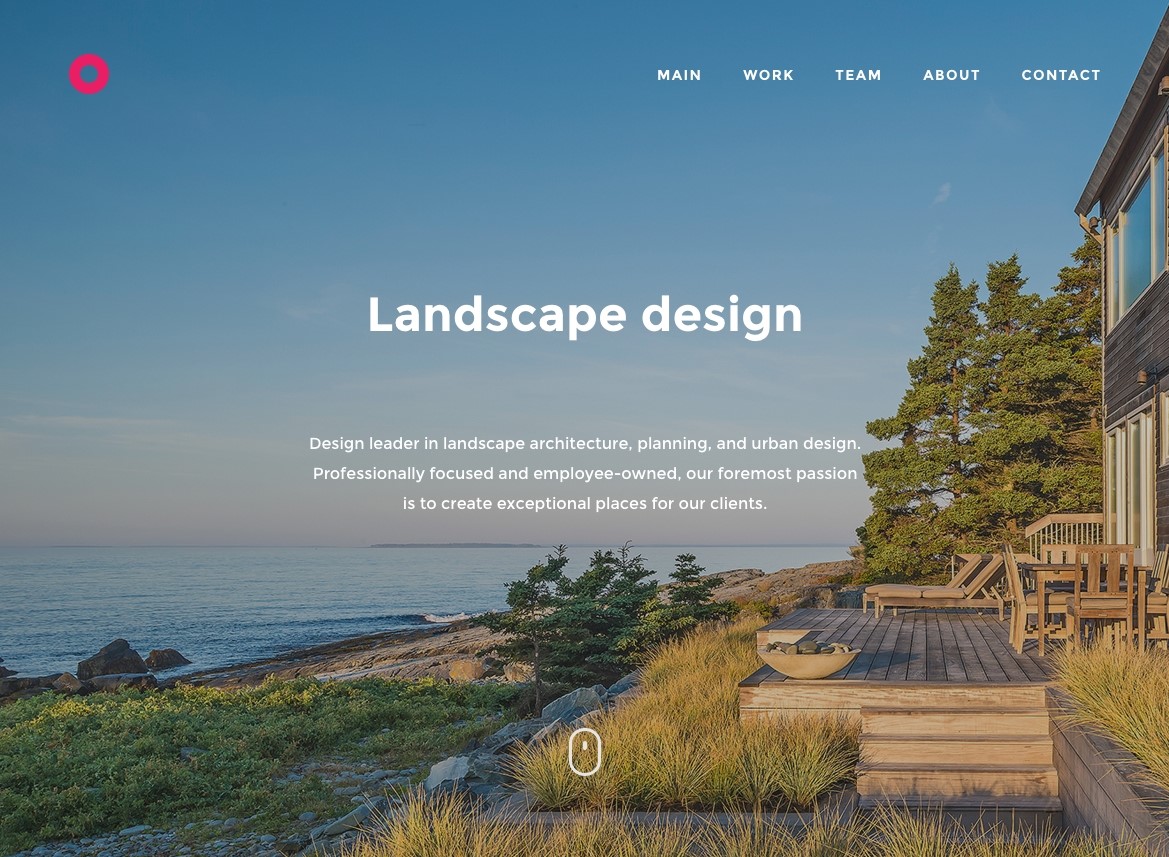 MAIN WORK TEAM ABOUT CONTACT
Landscape design
Design leader in landscape architecture, planning, and urban design.
Professionally focused and employee-owned, our foremost passion
is to create exceptional places for our clients.